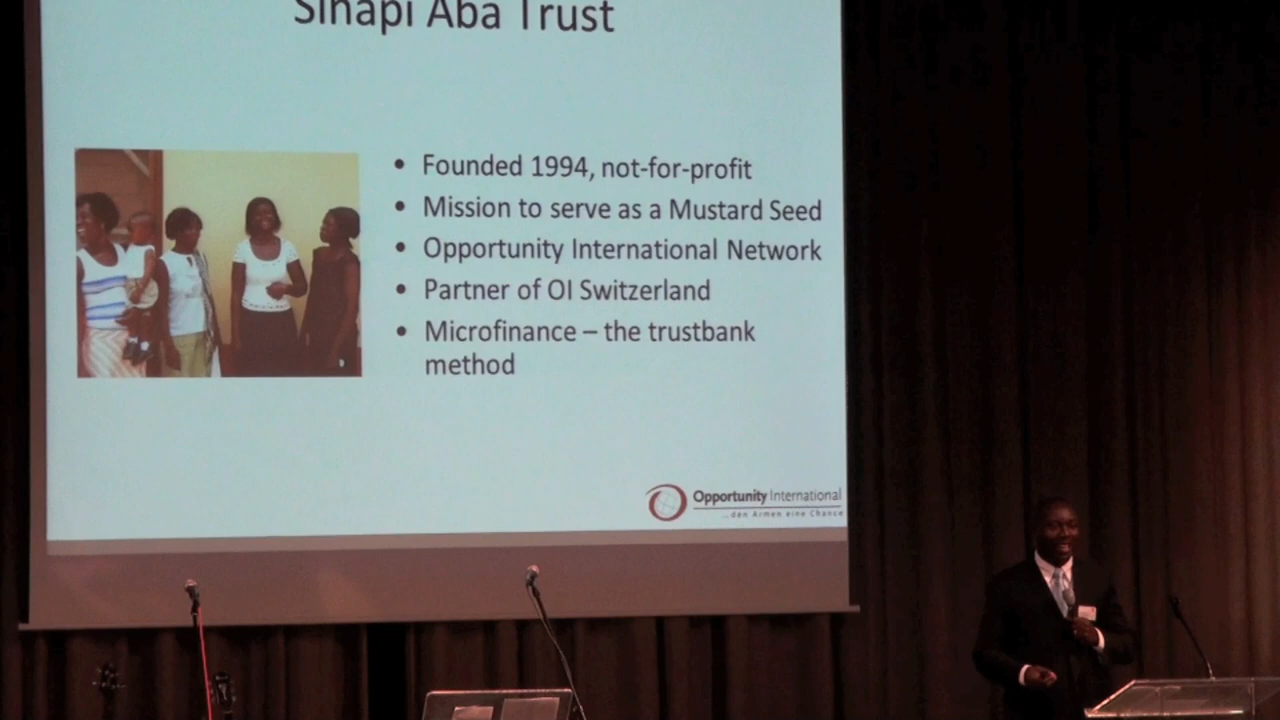 Sinapi Aba Trust
• Founded 1994, not-for-profit
• Mission to serve as a Mustard Seed
• Opportunity International Network
• Partner of OI Switzerland
• Microfinance – the trustbank
method
Opportunity International
...den Armen eine Chance